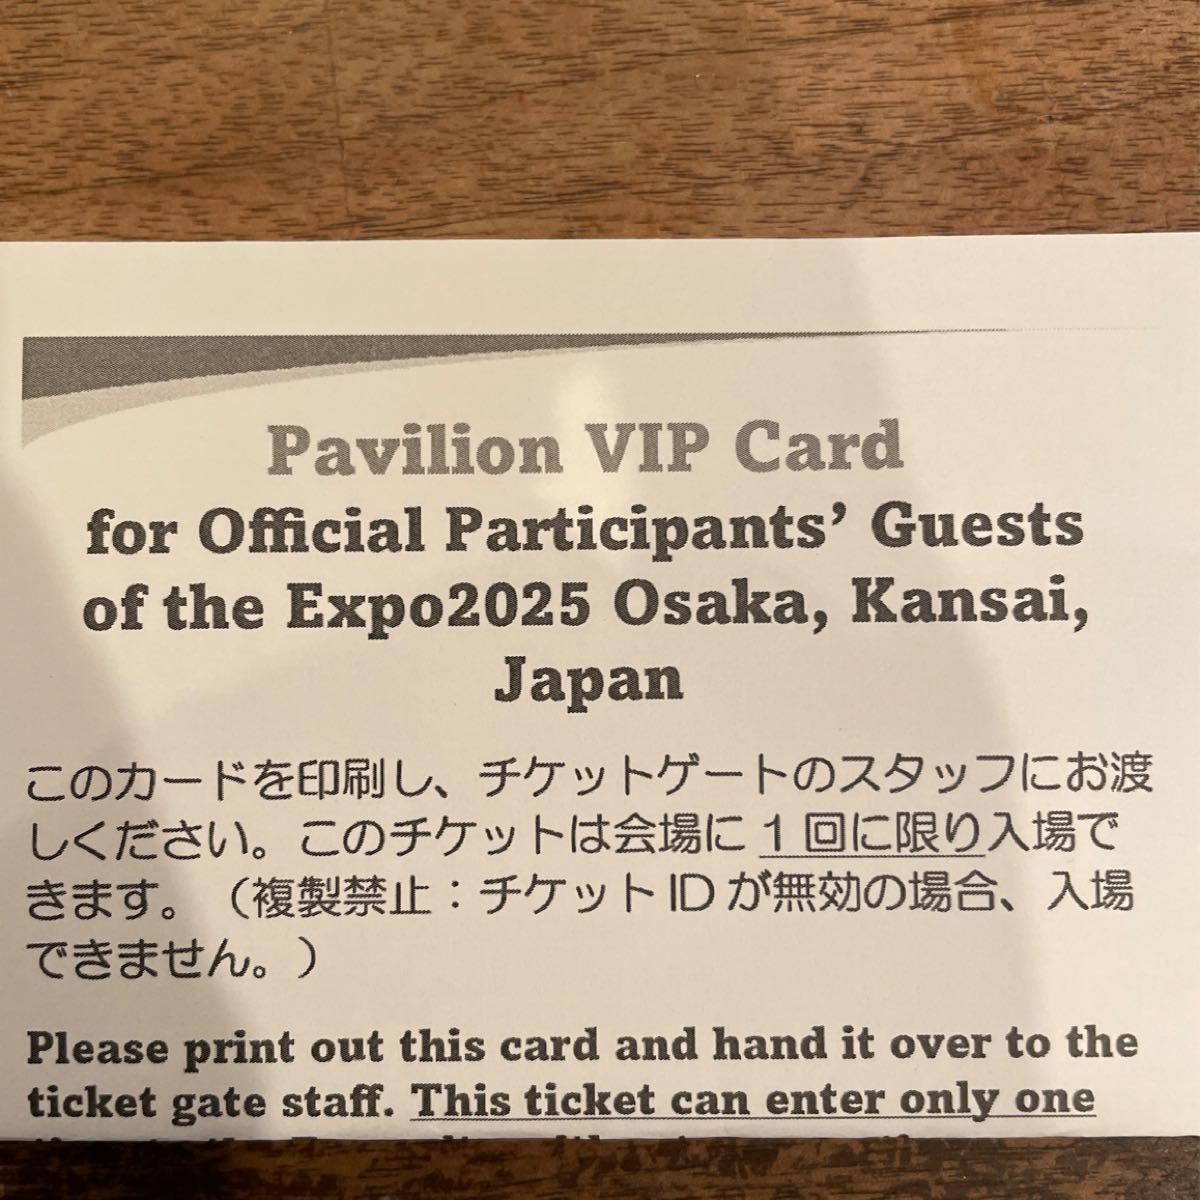 Pavilion VIP Card
for Official Participants’ Guests
of the Expo2025 Osaka, Kansai,
Japan
このカードを印刷し、チケットゲートのスタッフにお渡
しください。このチケットは会場に１回に限り入場で
きます。（複製禁止：チケット ID が無効の場合、入場
できません。）
Please print out this card and hand it over to the
ticket gate staff. This ticket can enter only one